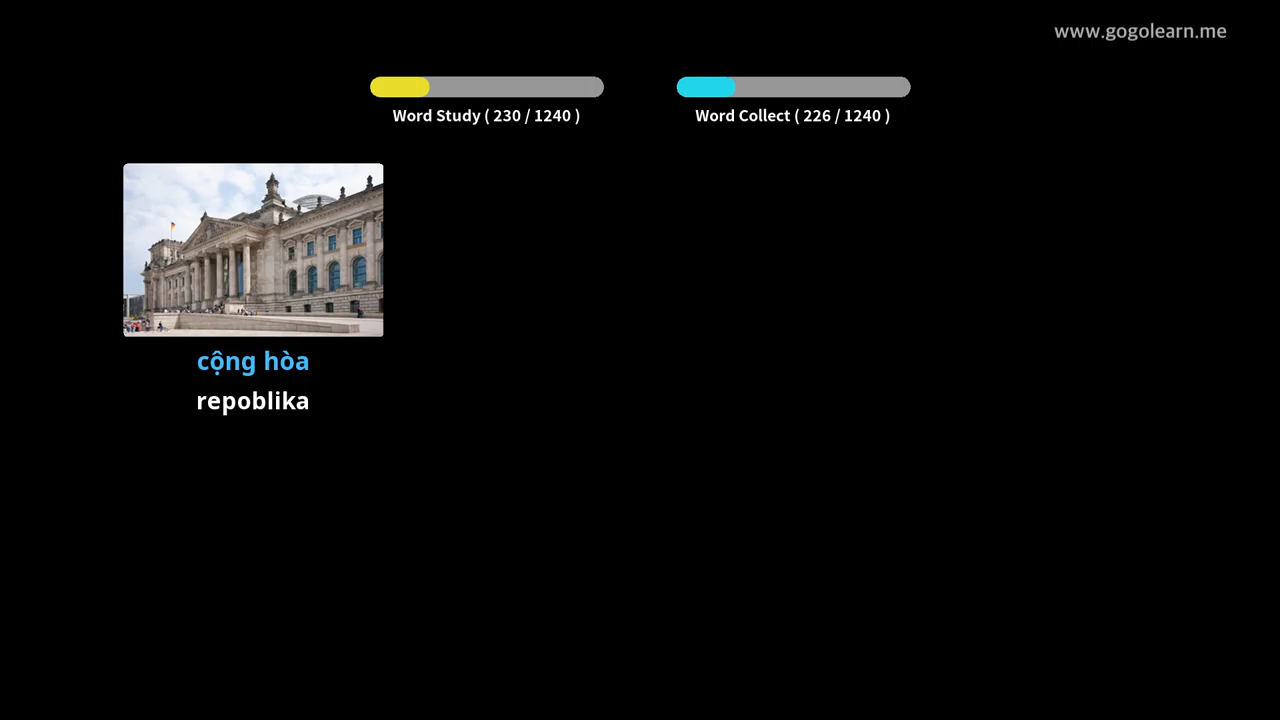 www.gogolearn.me
Word Study ( 230 / 1240 )
Word Collect ( 226 / 1240 )
cộng hòa
repoblika